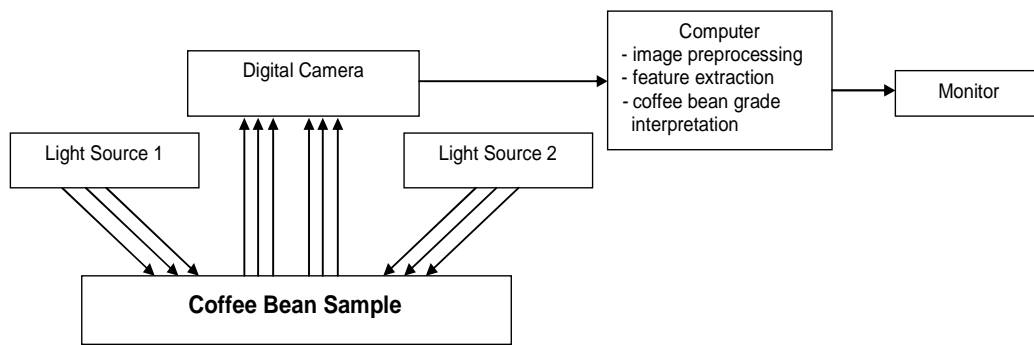 Digital Camera
Computer
- image preprocessing
- feature extraction
- coffee bean grade
interpretation
Monitor
Light Source 1
Light Source 2
Coffee Bean Sample